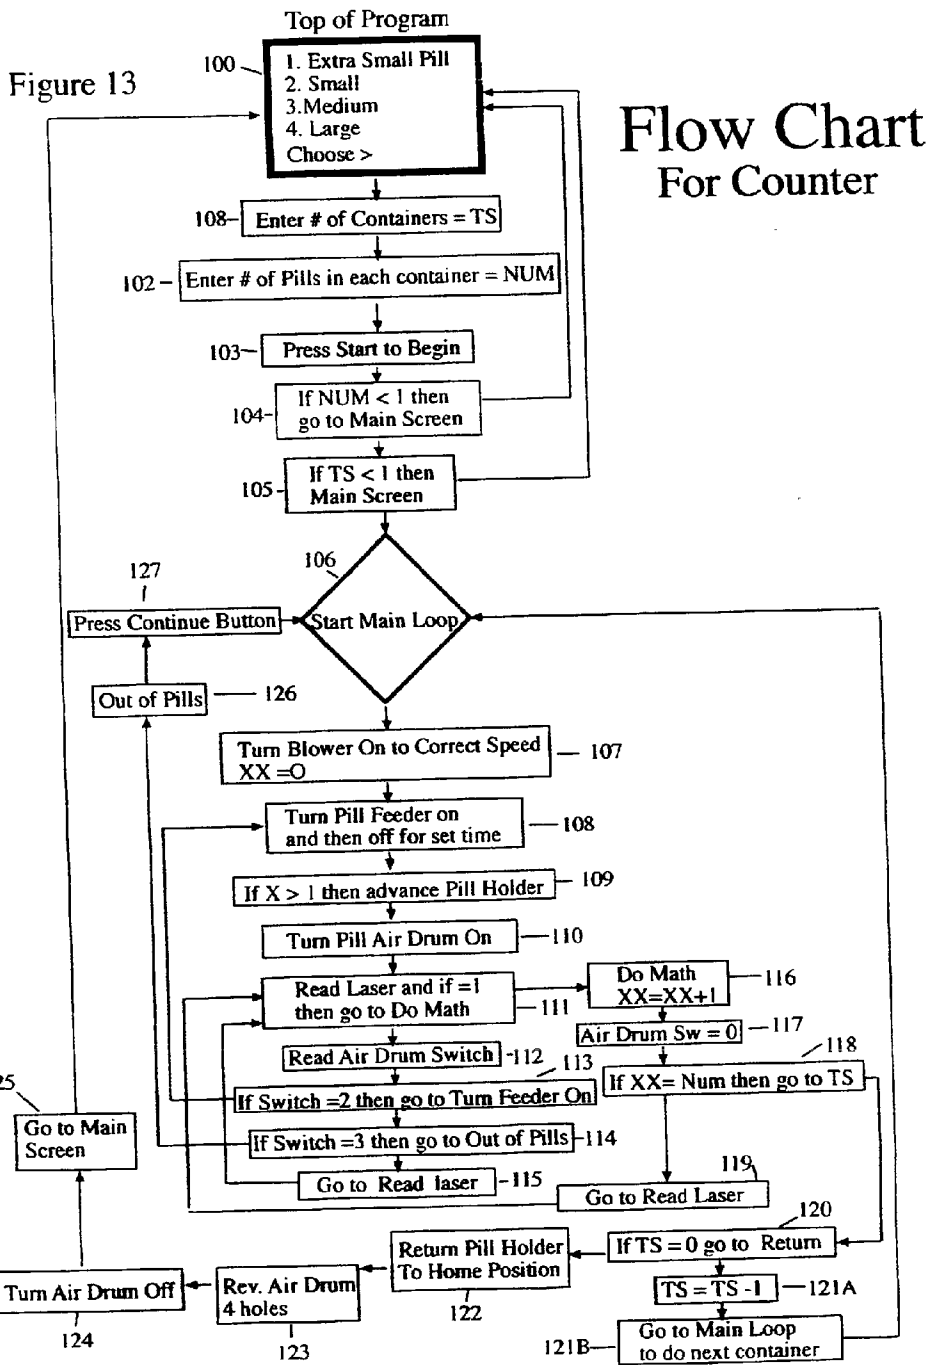 Top of Program
Figure 13
100
1. Extra Small Pill
2. Small
3.Medium
4. Large
Choose >
Flow Chart
For Counter
108
Enter # of Containers = TS
102
Enter # of Pills in each container = NUM
103
Press Start to Begin
104
If NUM < 1 then
go to Main Screen
105
If TS < 1 then
Main Screen
106
Start Main Loop
127
Press Continue Button
Out of Pills
126
Turn Blower On to Correct Speed
XX =O
107
Turn Pill Feeder on
and then off for set time
108
If X > 1 then advance Pill Holder
109
Turn Pill Air Drum On
110
Read Laser and if =1
then go to Do Math
111
Do Math
XX=XX+1
116
Read Air Drum Switch
112
Air Drum Sw = 0
117
113
If Switch =2 then go to Turn Feeder On
118
If XX= Num then go to TS
If Switch =3 then go to Out of Pills
114
Go to Read laser
115
119
Go to Read Laser
25
Go to Main
Screen
120
If TS = 0 go to Return
Return Pill Holder
To Home Position
122
Rev. Air Drum
4 holes
123
Turn Air Drum Off
124
TS = TS -1
121A
121B
Go to Main Loop
to do next container